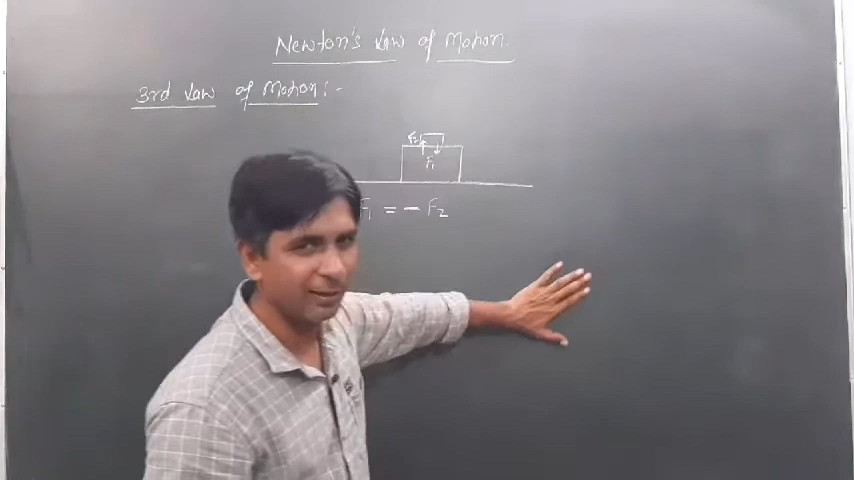 Newton's Law of Motion
3rd Law of Motion :-
F2
F1
F1 = - F2